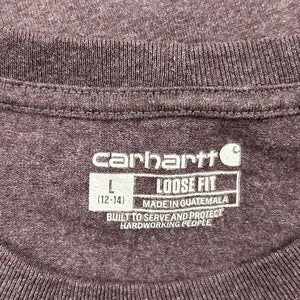 carhartt
L LOOSE FIT
(12-14) MADE IN GUATEMALA
BUILT TO SERVE AND PROTECT
HARDWORKING PEOPLE.